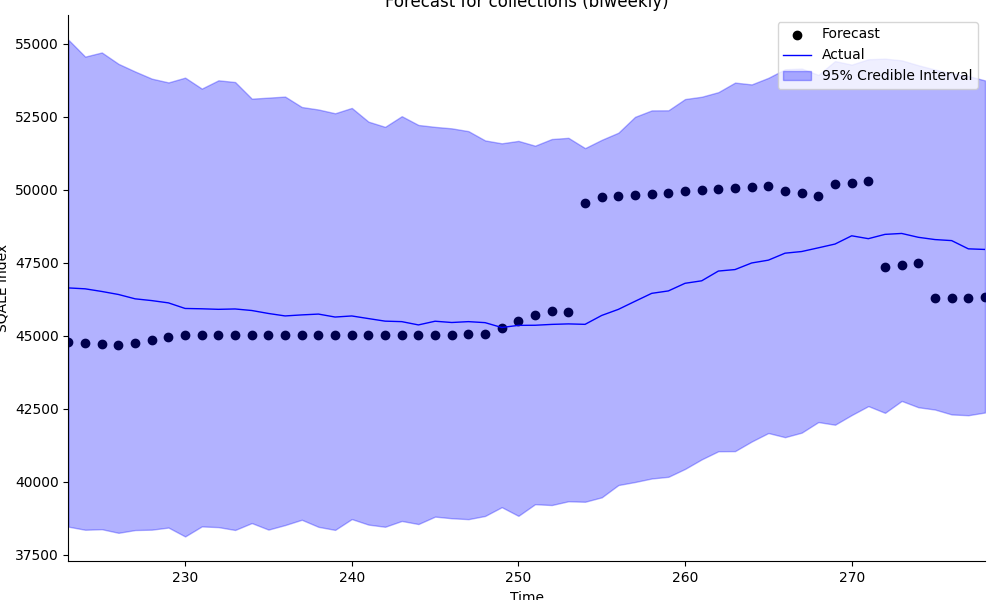 Forecast for collections (biweekly)
55000
52500
50000
47500
45000
42500
40000
37500
SQALE Index
230
240
250
260
270
Time
Forecast
Actual
95% Credible Interval